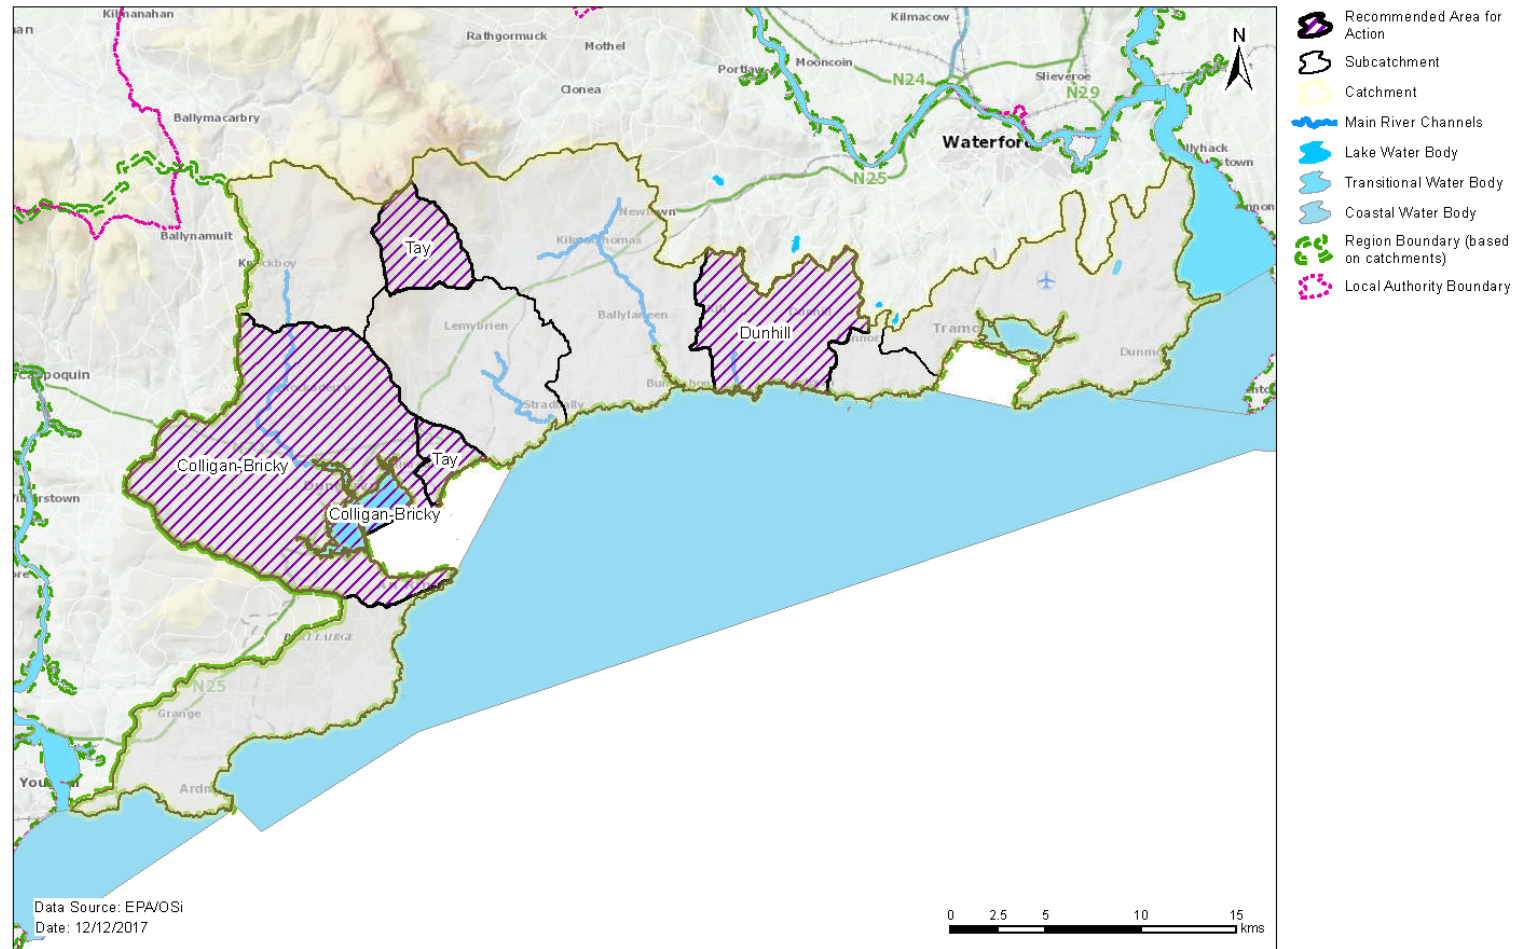 Kilmanahan
Kilmacow
Rathgormuck
Mothel
Mooncoin
N24
Slieveroe
N29
Clonea
Ballymacarbry
Waterford
N25
Ballynamult
Newtown
Tay
Knockboy
Lemybrien
Ballylaneen
Dunhill
Cappoquin
Stradbally
Colligan-Bricky
Tay
Colligan-Bricky
PORT LAIRGE
N25
Grange
N
Recommended Area for
Action
Subcatchment
Catchment
Main River Channels
Lake Water Body
Transitional Water Body
Coastal Water Body
Region Boundary (based
on catchments)
Local Authority Boundary
Data Source: EPA/OSi
Date: 12/12/2017
0 2.5 5 10 15
kms